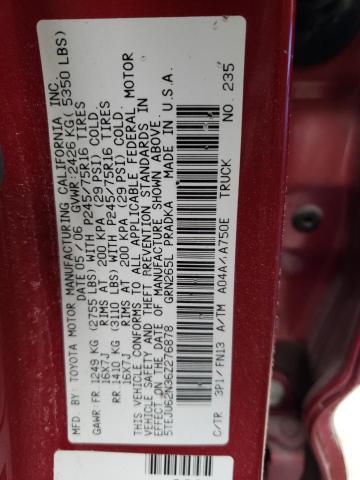 MFD. BY: TOYOTA MOTOR MANUFACTURING CALIFORNIA INC.
DATE 05/06 GVWR: 2426 KG ( 5350 LBS)
GAWR FR 1249 KG (2755 LBS) WITH P245/75R16 TIRES
16X7J RIMS AT 200 KPA (29 PSI) COLD.
RR 1410 KG (3110 LBS) WITH P245/75R16 TIRES
16X7J RIMS AT 200 KPA (29 PSI) COLD.
THIS VEHICLE CONFORMS TO ALL APPLICABLE FEDERAL MOTOR
VEHICLE SAFETY AND THEFT PREVENTION STANDARDS IN
EFFECT ON THE DATE OF MANUFACTURE SHOWN ABOVE.
5TEJU62N36Z276878 GRN265L PRADKA MADE IN U.S.A.
C/TR 3P1/FN13 A/TM A04A/A750E TRUCK NO. 235